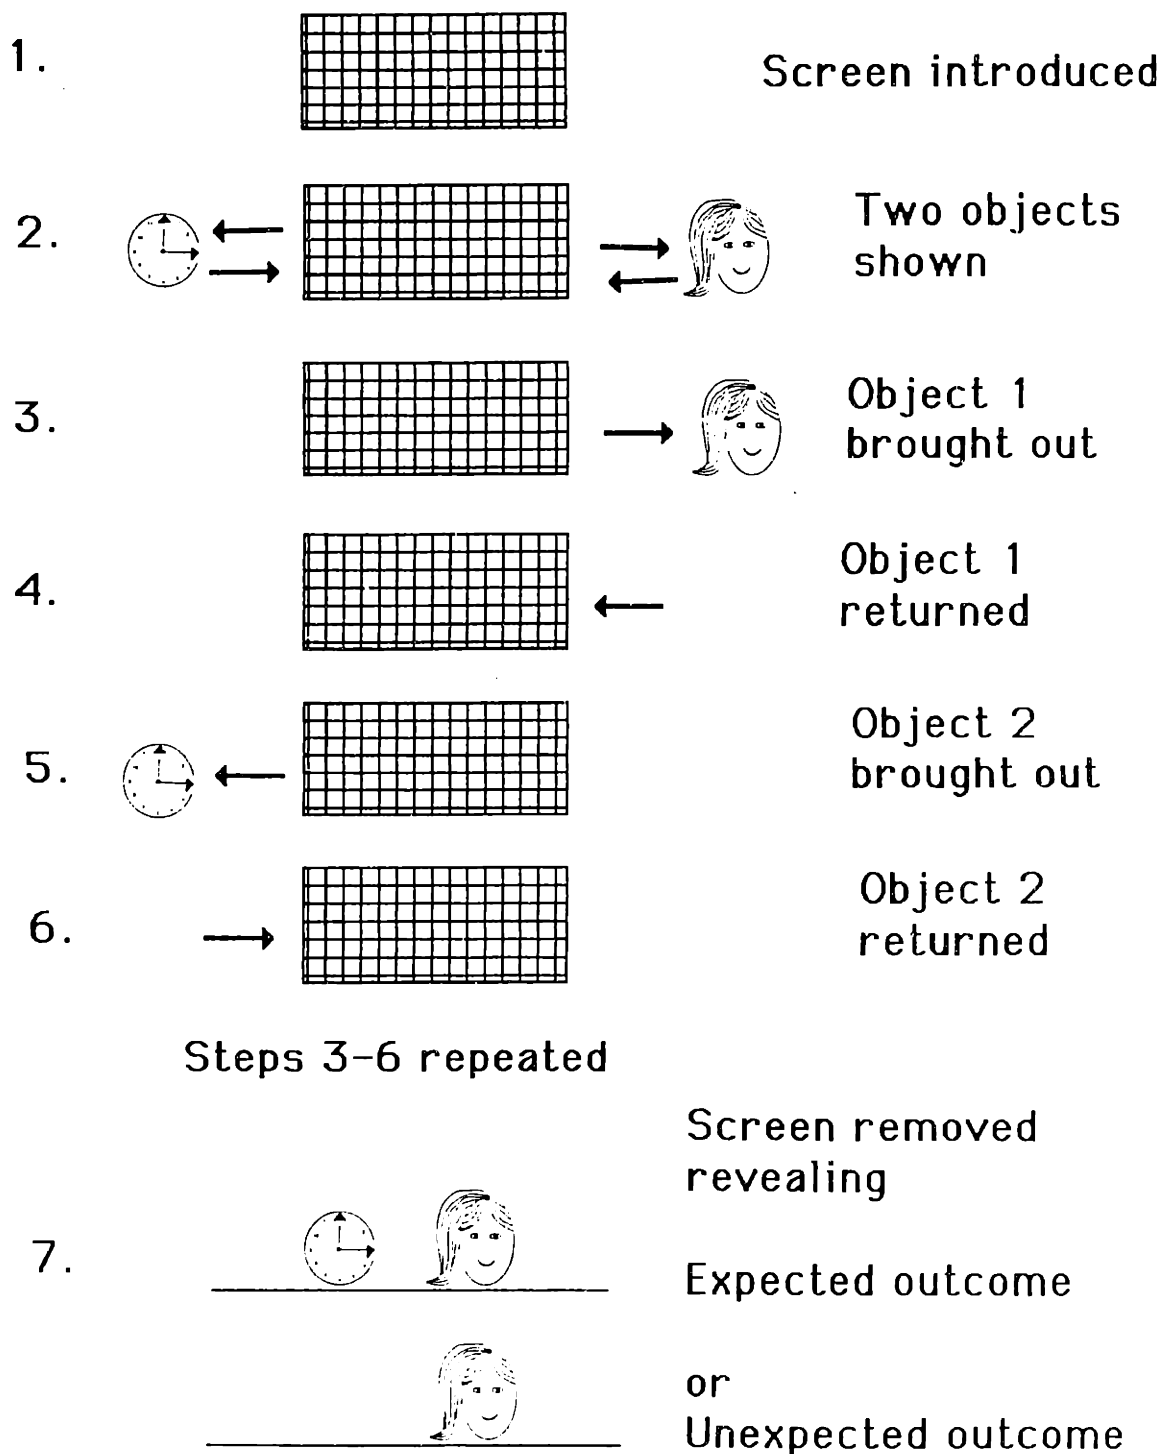 1.
Screen introduced
2.
Two objects
shown
3.
Object 1
brought out
4.
Object 1
returned
5.
Object 2
brought out
6.
Object 2
returned
Steps 3-6 repeated
Screen removed
revealing
7.
Expected outcome
or
Unexpected outcome